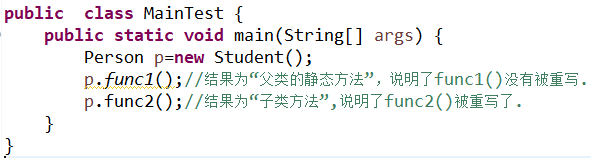 public  class MainTest {
    public static void main(String[] args) {
        Person p=new Student();
        p.func1();//结果为“父类的静态方法”，说明了func1()没有被重写.
        p.func2();//结果为“子类方法”,说明了func2()被重写了.
    }
}